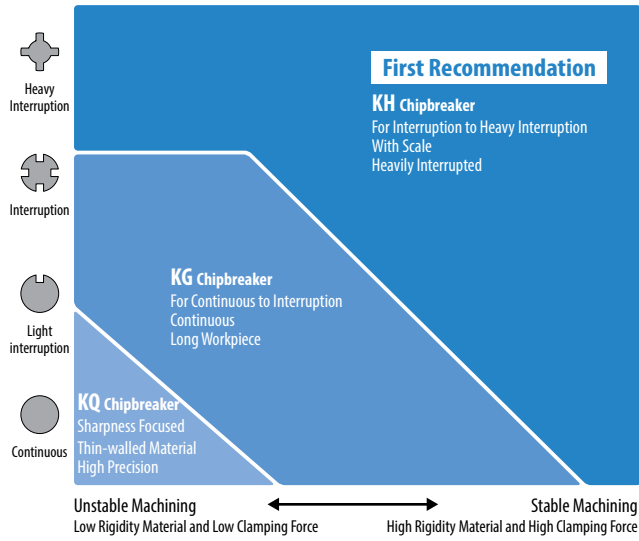 First Recommendation
KH Chipbreaker
For Interruption to Heavy Interruption
With Scale
Heavily Interrupted
Heavy
Interruption
Interruption
KG Chipbreaker
For Continuous to Interruption
Continuous
Long Workpiece
Light
interruption
KQ Chipbreaker
Sharpness Focused
Thin-walled Material
High Precision
Continuous
Unstable Machining
Low Rigidity Material and Low Clamping Force
Stable Machining
High Rigidity Material and High Clamping Force